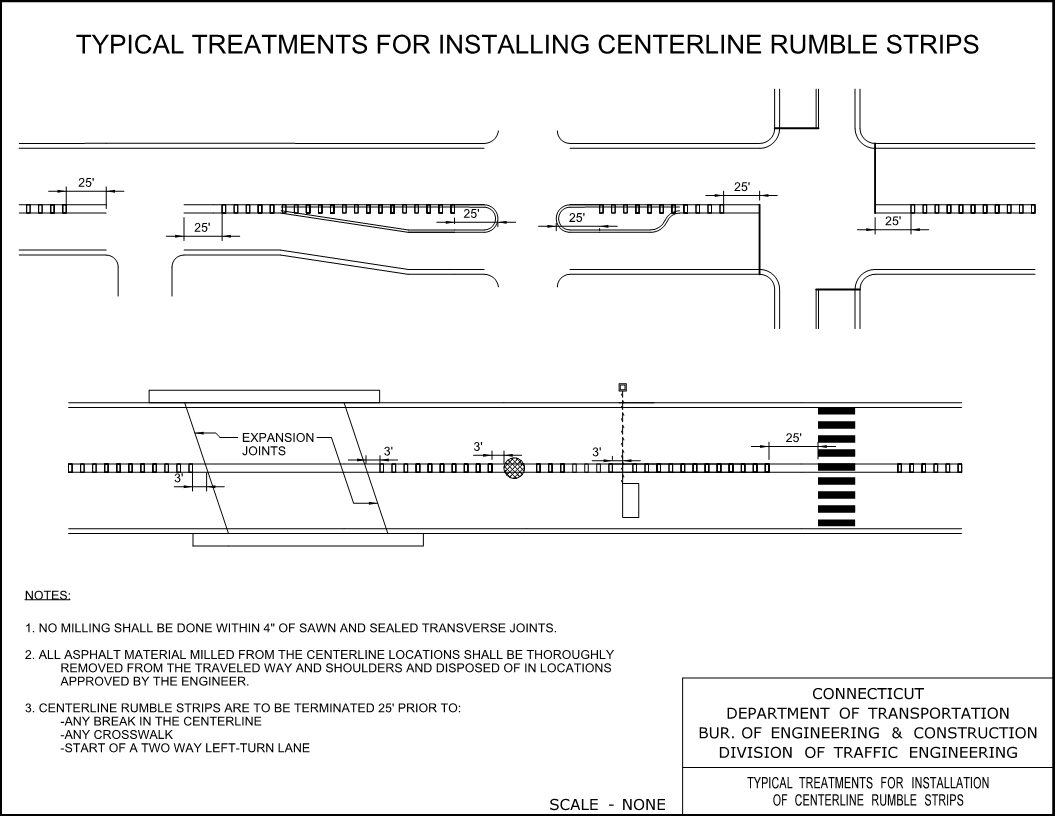 TYPICAL TREATMENTS FOR INSTALLING CENTERLINE RUMBLE STRIPS
25'
25'
25'
25'
25'
25'
EXPANSION
JOINTS
3'
3'
3'
3'
25'
NOTES:
1. NO MILLING SHALL BE DONE WITHIN 4" OF SAWN AND SEALED TRANSVERSE JOINTS.
2. ALL ASPHALT MATERIAL MILLED FROM THE CENTERLINE LOCATIONS SHALL BE THOROUGHLY
REMOVED FROM THE TRAVELED WAY AND SHOULDERS AND DISPOSED OF IN LOCATIONS
APPROVED BY THE ENGINEER.
3. CENTERLINE RUMBLE STRIPS ARE TO BE TERMINATED 25' PRIOR TO:
-ANY BREAK IN THE CENTERLINE
-ANY CROSSWALK
-START OF A TWO WAY LEFT-TURN LANE
SCALE - NONE
CONNECTICUT
DEPARTMENT OF TRANSPORTATION
BUR. OF ENGINEERING & CONSTRUCTION
DIVISION OF TRAFFIC ENGINEERING
TYPICAL TREATMENTS FOR INSTALLATION
OF CENTERLINE RUMBLE STRIPS